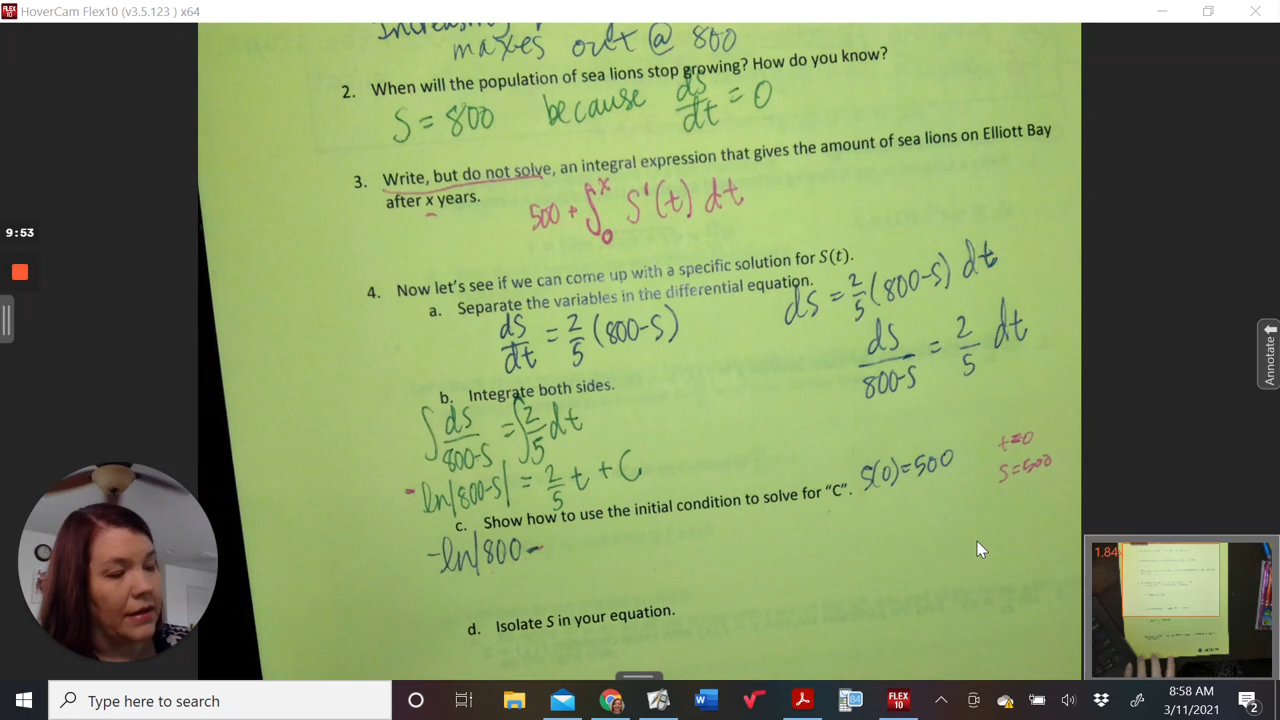 HoverCam Flex10 (v3.5.123 ) x64
Increasing,
maxes out @ 800
2. When will the population of sea lions stop growing? How do you know?
S = 800 because ds/dt = 0
3. Write, but do not solve, an integral expression that gives the amount of sea lions on Elliott Bay
after x years.
500 + ∫₀ˣ S'(t) dt
4. Now let's see if we can come up with a specific solution for S(t).
a. Separate the variables in the differential equation.
ds/dt = 2/5 (800-S)
ds = 2/5 (800-S) dt
ds/800-S = 2/5 dt
b. Integrate both sides.
∫ ds/800-S = ∫ 2/5 dt
-ln|800-S| = 2/5 t + C
c. Show how to use the initial condition to solve for "C". S(0)=500
t=0
S=500
-ln|800-
d. Isolate S in your equation.
9:53
Annotate
1.84x
Type here to search
8:58 AM
3/11/2021
2